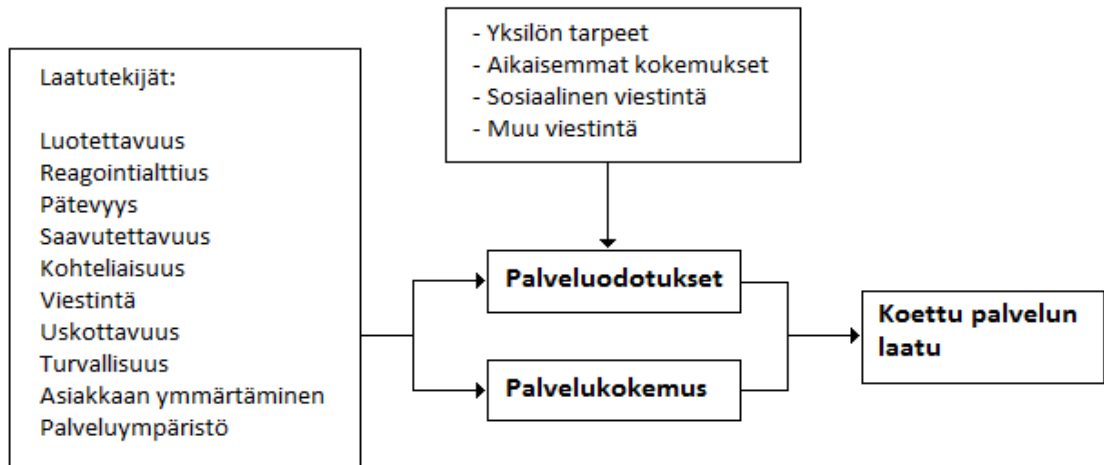 Laatutekijät:
Luotettavuus
Reagointialttius
Pätevyys
Saavutettavuus
Kohteliaisuus
Viestintä
Uskottavuus
Turvallisuus
Asiakkaan ymmärtäminen
Palveluympäristö
- Yksilön tarpeet
- Aikaisemmat kokemukset
- Sosiaalinen viestintä
- Muu viestintä
Palveluodotukset
Palvelukokemus
Koettu palvelun
laatu